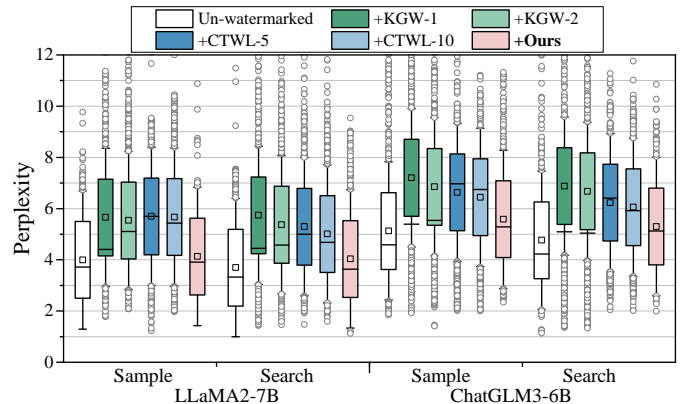 Un-watermarked +KGW-1 +KGW-2
+CTWL-5 +CTWL-10 +Ours
Perplexity
12
10
8
6
4
2
0
Sample Search Sample Search
LLaMA2-7B ChatGLM3-6B